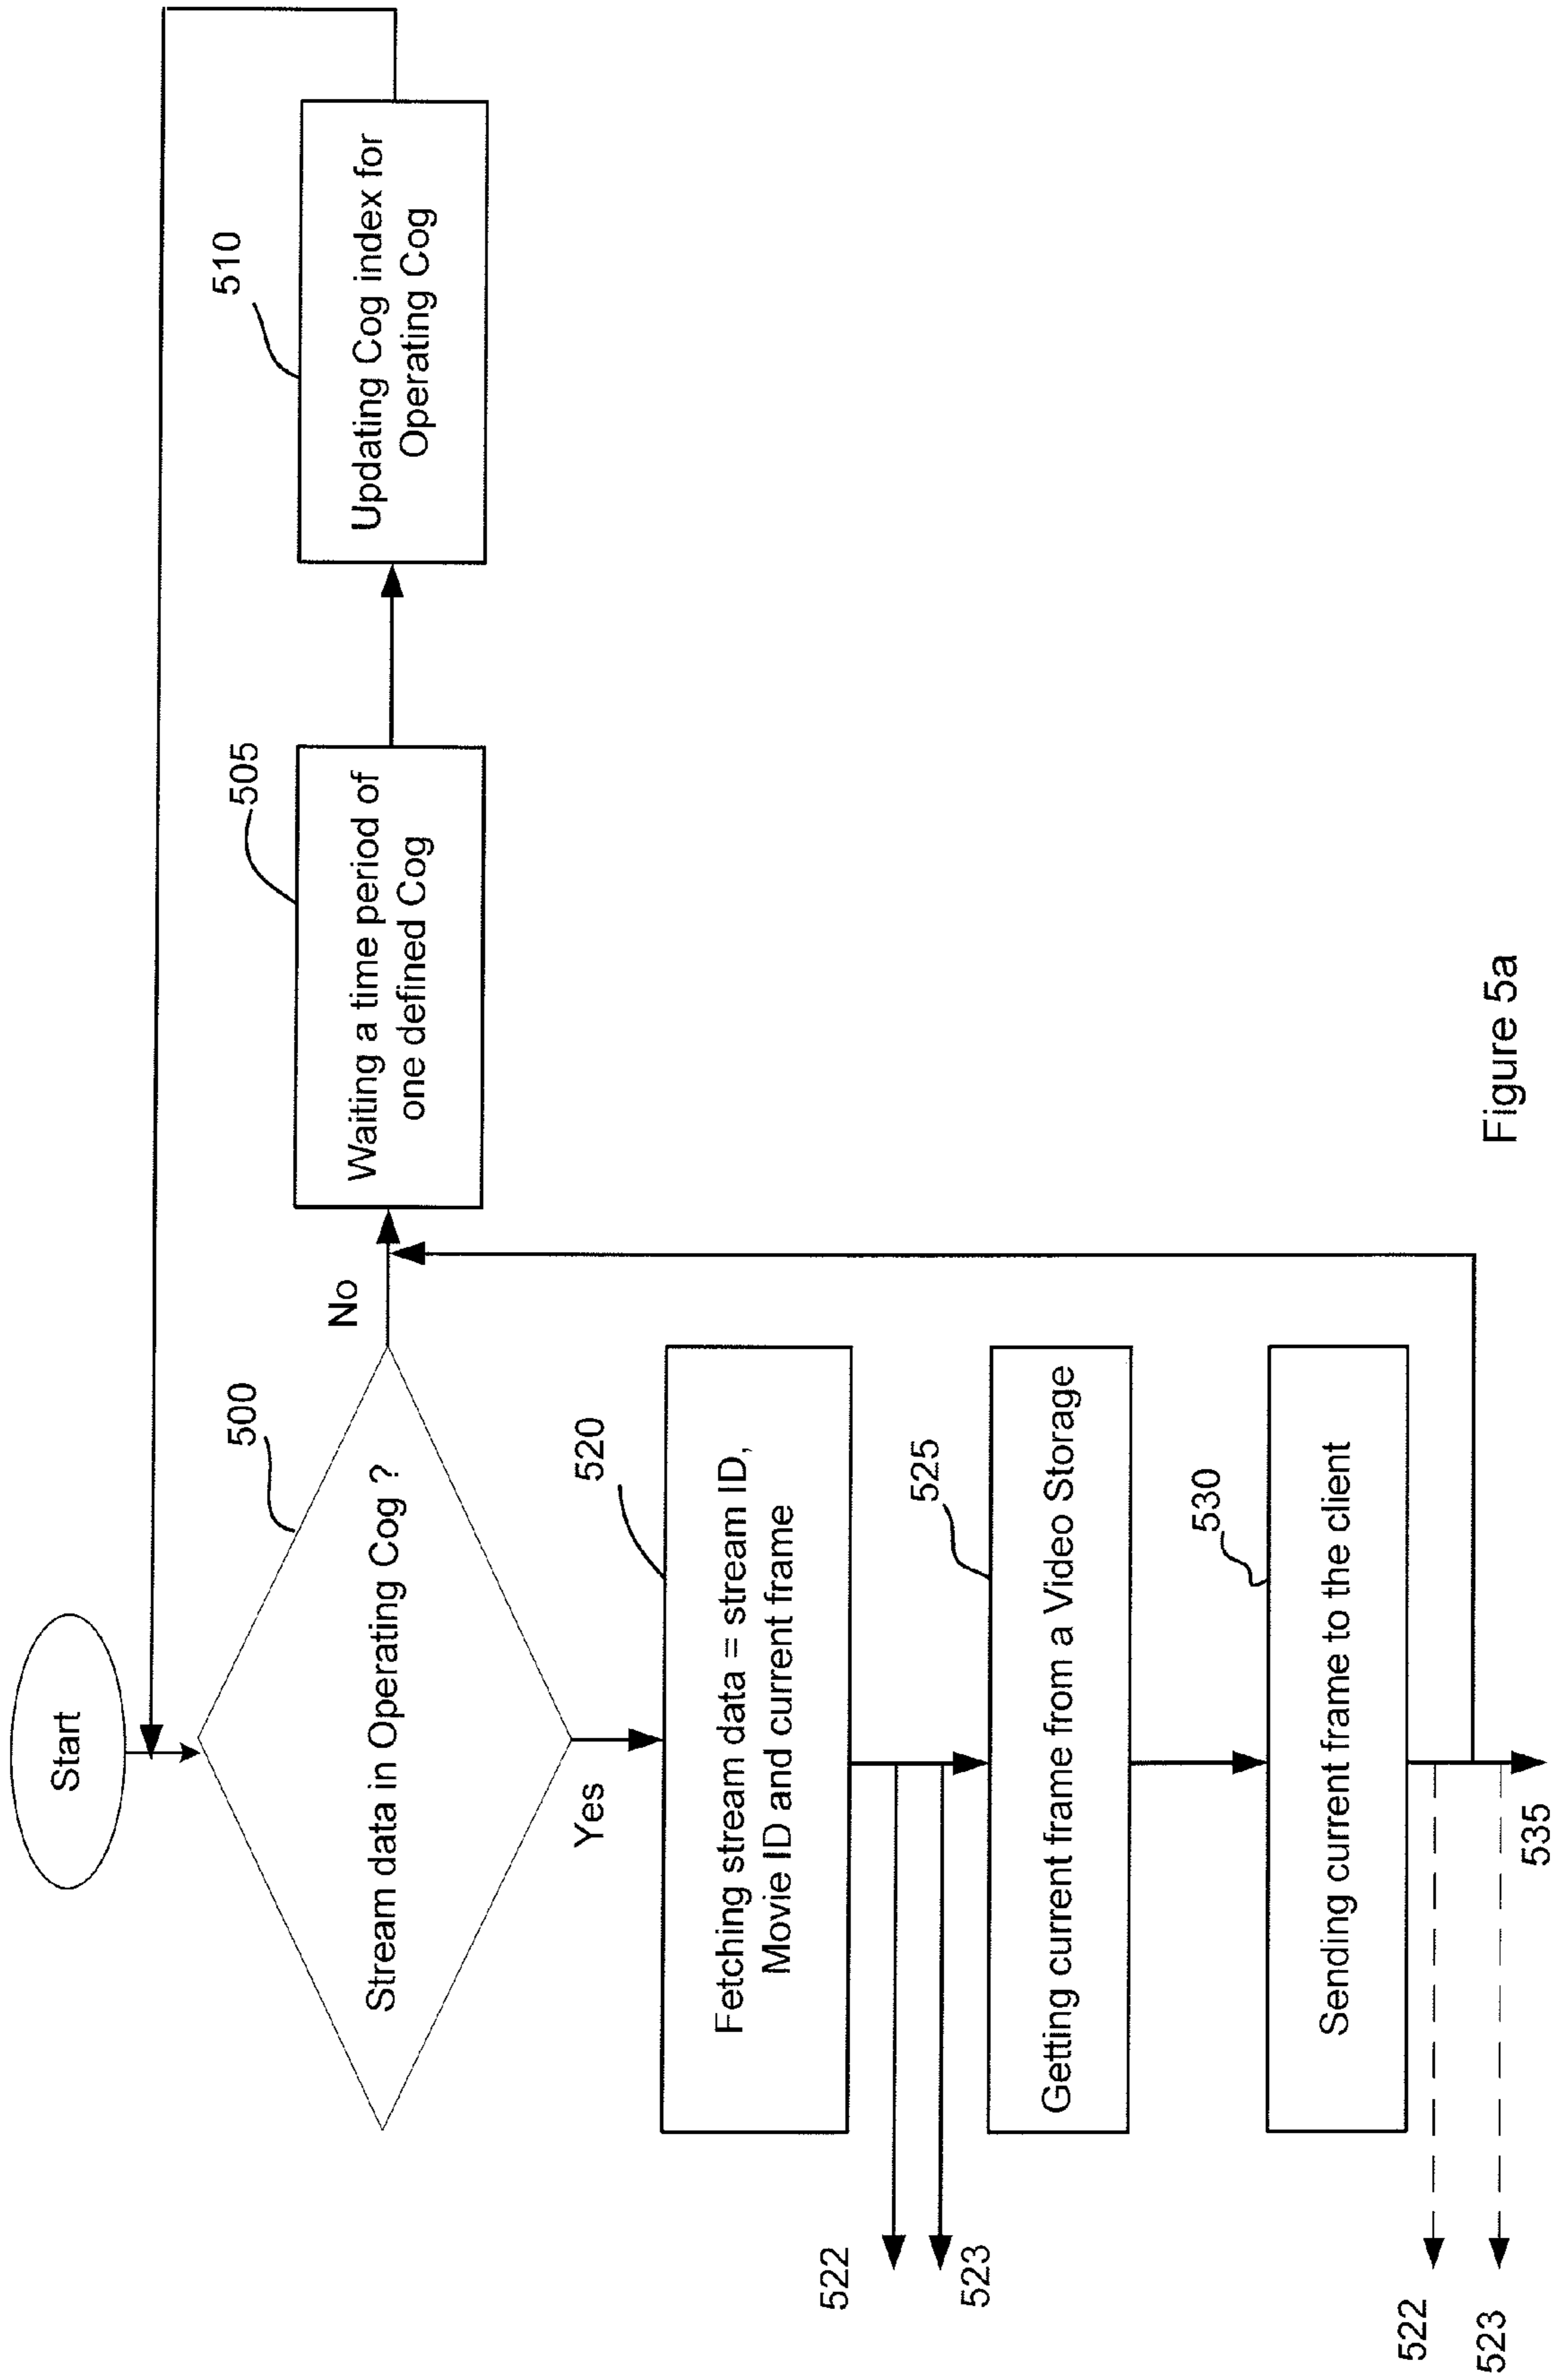 Start
500
Stream data in Operating Cog ?
No
Yes
505
Waiting a time period of
one defined Cog
510
Updating Cog index for
Operating Cog
520
Fetching stream data = stream ID,
Movie ID and current frame
522
523
525
Getting current frame from a Video Storage
530
Sending current frame to the client
522
523
535
Figure 5a